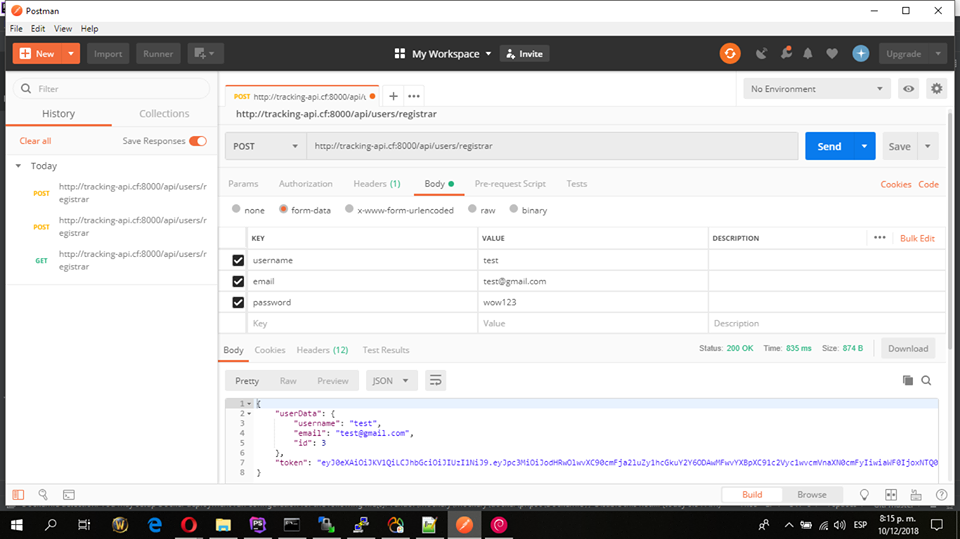 Postman
File Edit View Help
New Import Runner My Workspace Invite Upgrade
Filter
History Collections
Clear all Save Responses
Today
POST http://tracking-api.cf:8000/api/users/r
egistrar
POST http://tracking-api.cf:8000/api/users/r
egistrar
GET http://tracking-api.cf:8000/api/users/r
egistrar
POST http://tracking-api.cf:8000/api/u
No Environment
http://tracking-api.cf:8000/api/users/registrar
POST http://tracking-api.cf:8000/api/users/registrar Send Save
Params Authorization Headers (1) Body Pre-request Script Tests Cookies Code
none form-data x-www-form-urlencoded raw binary
KEY VALUE DESCRIPTION Bulk Edit
username test
email test@gmail.com
password wow123
Key Value Description
Body Cookies Headers (12) Test Results Status: 200 OK Time: 835 ms Size: 874 B Download
Pretty Raw Preview JSON
1 {
2 "userData": {
3 "username": "test",
4 "email": "test@gmail.com",
5 "id": 3
6 },
7 "token":
8 }
Build Browse
ESP
8:15 p. m.
10/12/2018